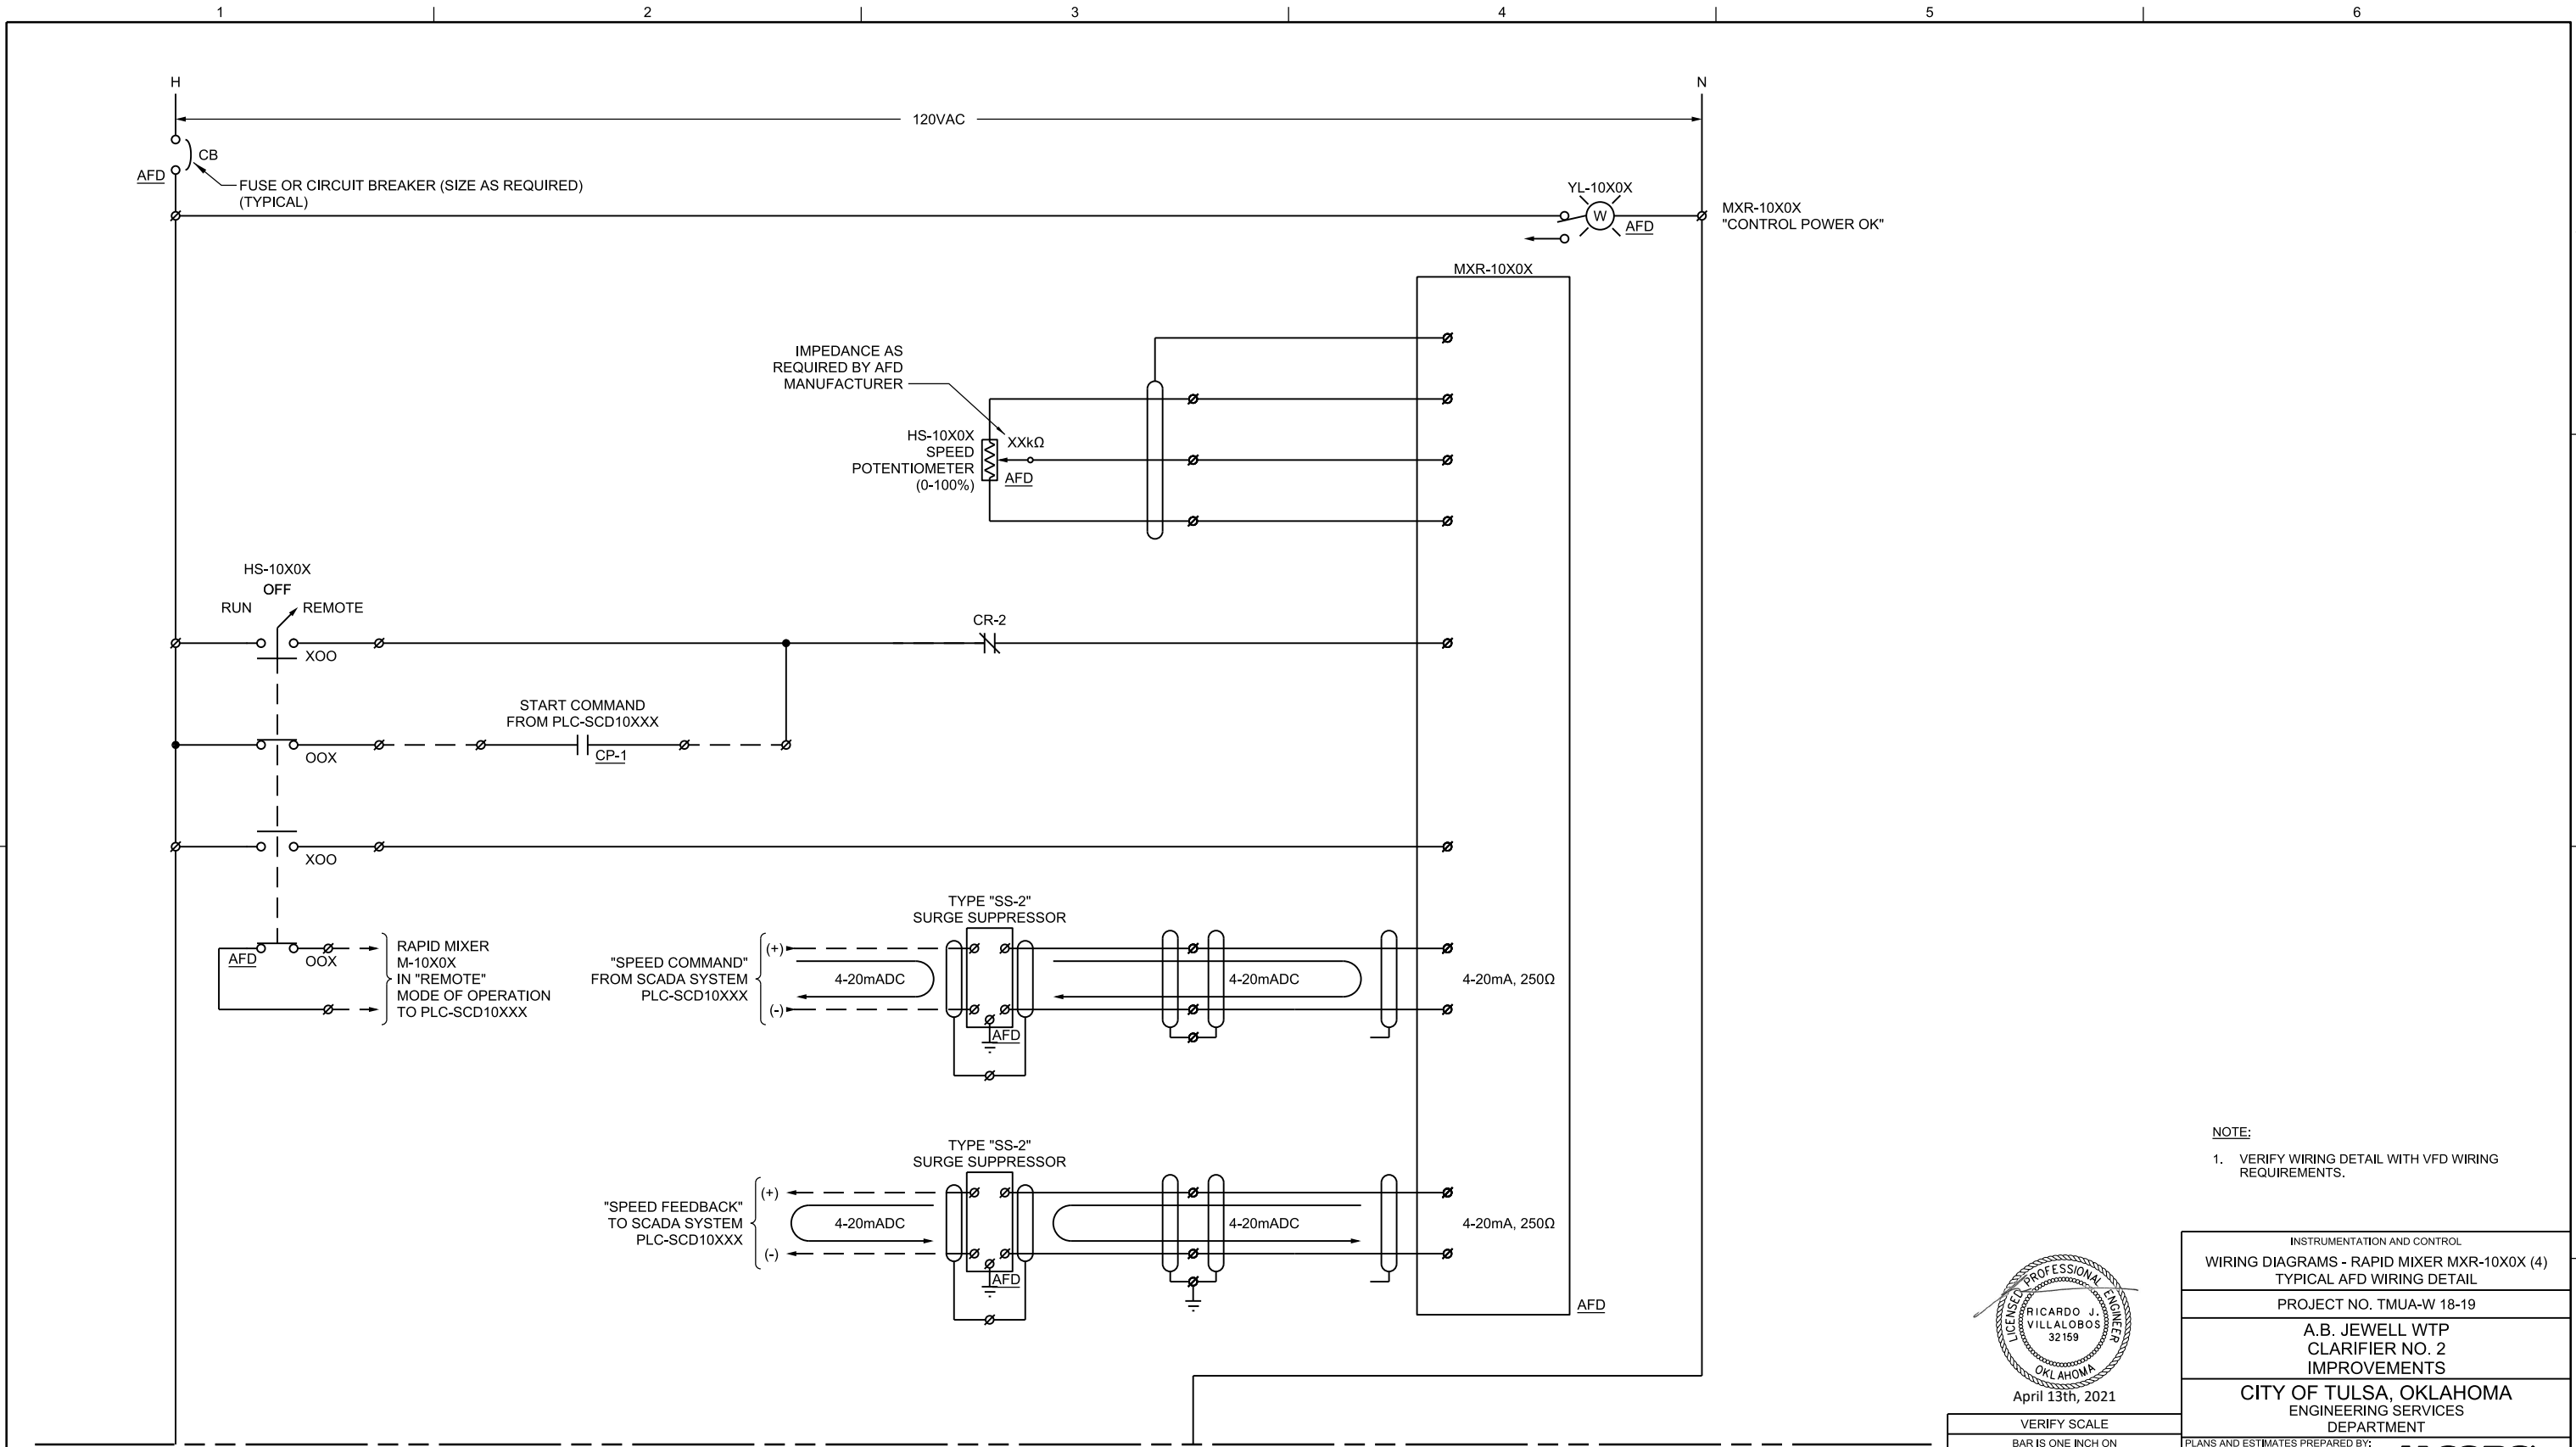 1 2 3 4 5 6
H
N
120VAC
CB
AFD
FUSE OR CIRCUIT BREAKER (SIZE AS REQUIRED)
(TYPICAL)
YL-10X0X
W
AFD
MXR-10X0X
"CONTROL POWER OK"
MXR-10X0X
IMPEDANCE AS
REQUIRED BY AFD
MANUFACTURER
HS-10X0X
SPEED
POTENTIOMETER
(0-100%)
XXkΩ
AFD
HS-10X0X
OFF
RUN
REMOTE
XOO
CR-2
START COMMAND
FROM PLC-SCD10XXX
OOX
CP-1
XOO
AFD
OOX
RAPID MIXER
M-10X0X
IN "REMOTE"
MODE OF OPERATION
TO PLC-SCD10XXX
TYPE "SS-2"
SURGE SUPPRESSOR
"SPEED COMMAND"
FROM SCADA SYSTEM
PLC-SCD10XXX
(+)
(-)
4-20mADC
AFD
4-20mADC
4-20mA, 250Ω
TYPE "SS-2"
SURGE SUPPRESSOR
"SPEED FEEDBACK"
TO SCADA SYSTEM
PLC-SCD10XXX
(+)
(-)
4-20mADC
AFD
4-20mADC
4-20mA, 250Ω
AFD
NOTE:
1. VERIFY WIRING DETAIL WITH VFD WIRING
REQUIREMENTS.
LICENSED PROFESSIONAL ENGINEER
RICARDO J.
VILLALOBOS
32159
OKLAHOMA
April 13th, 2021
VERIFY SCALE
BAR IS ONE INCH ON
INSTRUMENTATION AND CONTROL
WIRING DIAGRAMS - RAPID MIXER MXR-10X0X (4)
TYPICAL AFD WIRING DETAIL
PROJECT NO. TMUA-W 18-19
A.B. JEWELL WTP
CLARIFIER NO. 2
IMPROVEMENTS
CITY OF TULSA, OKLAHOMA
ENGINEERING SERVICES
DEPARTMENT
PLANS AND ESTIMATES PREPARED BY: